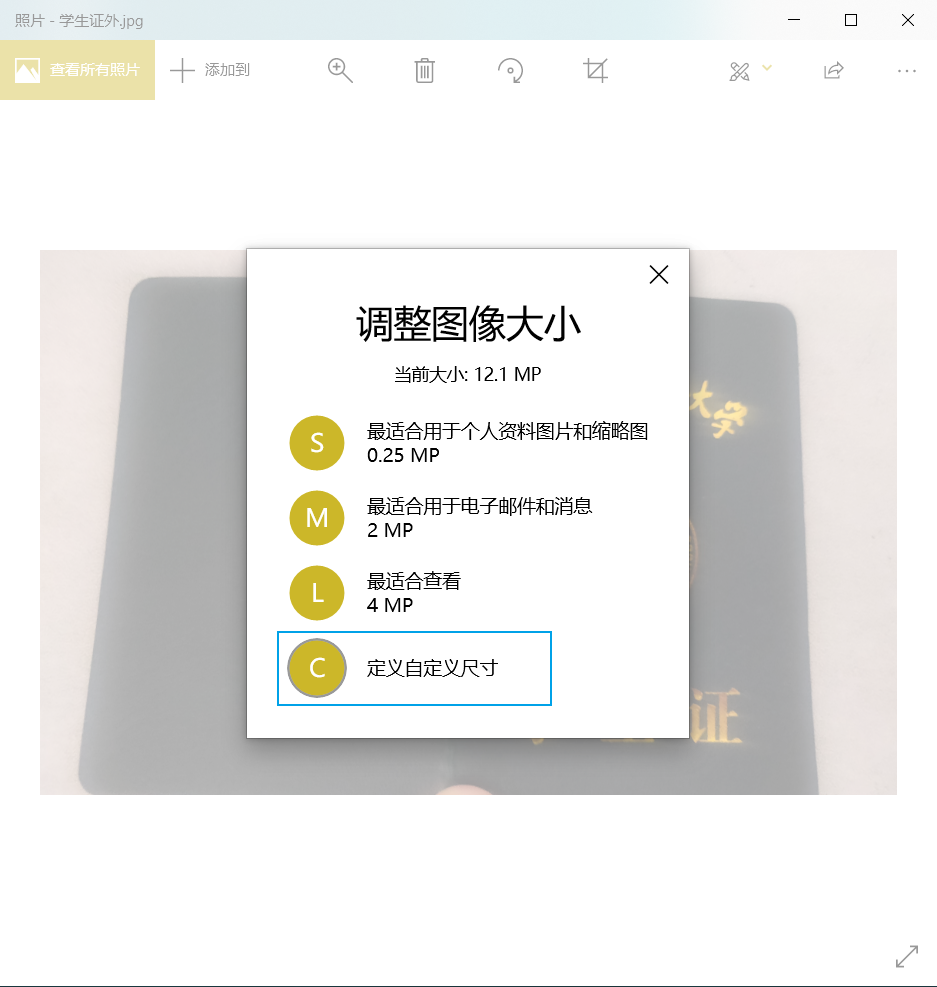 照片 - 学生证外.jpg
查看所有照片
添加到
调整图像大小
当前大小: 12.1 MP
S
最适合用于个人资料图片和缩略图
0.25 MP
M
最适合用于电子邮件和消息
2 MP
L
最适合查看
4 MP
C
定义自定义尺寸
大学
证